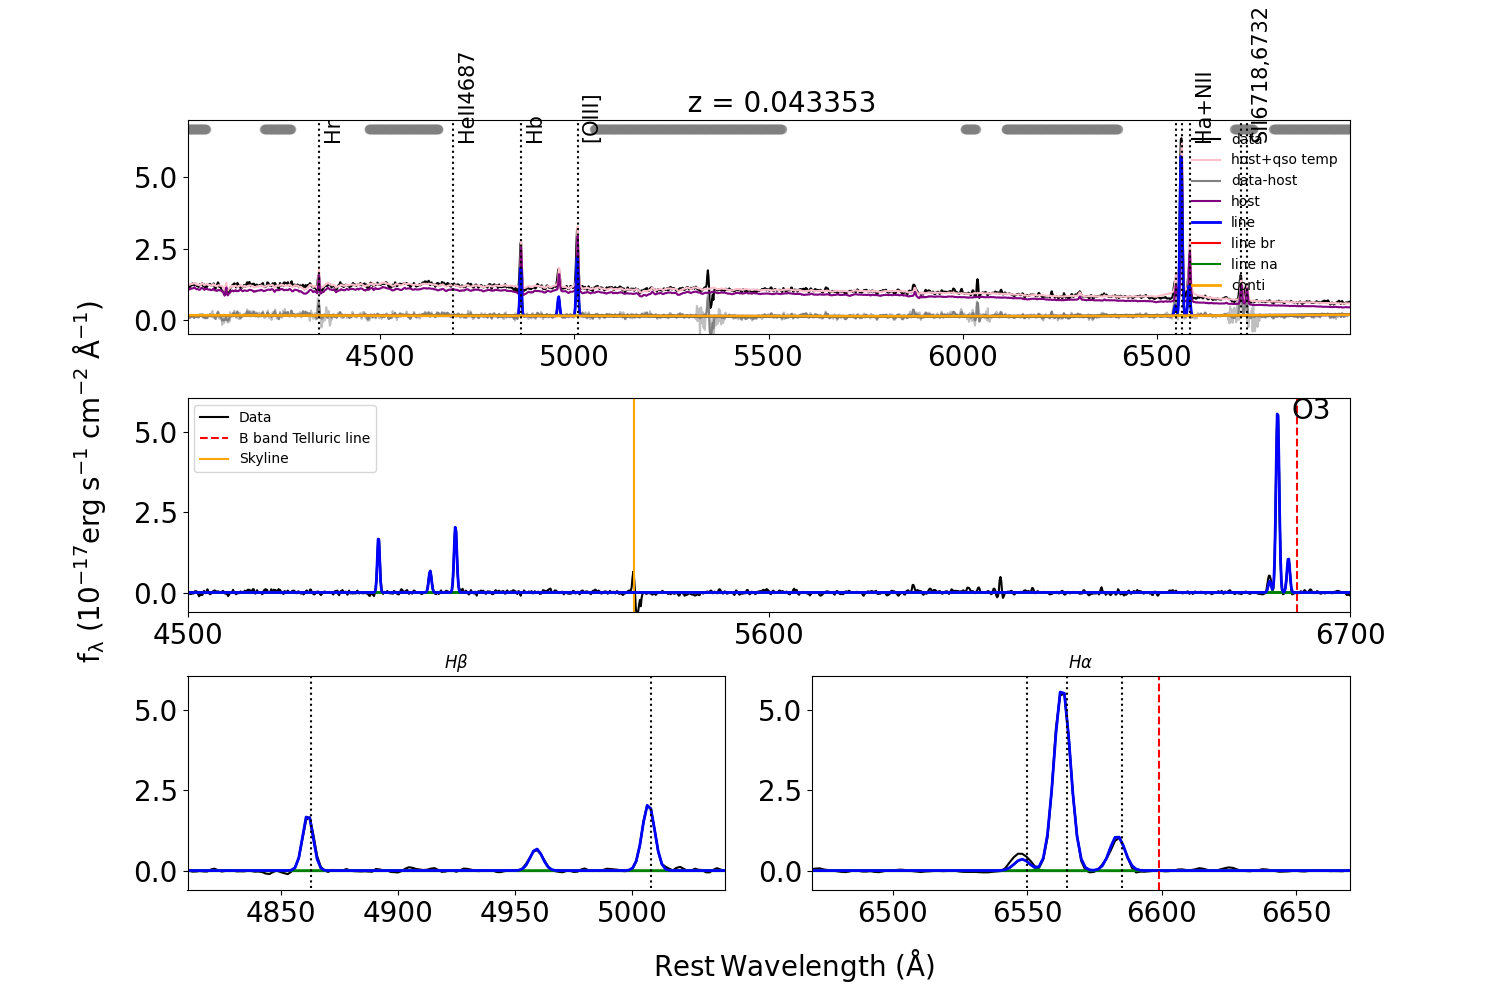 z = 0.043353
Hr
HeII4687
Hb
[OIII]
Ha+NII
SII6718,6732
data
host+qso temp
data-host
host
line
line br
line na
conti
5.0
2.5
0.0
4500 5000 5500 6000 6500
Data
B band Telluric line
Skyline
O3
5.0
2.5
0.0
4500 5600 6700
fλ (10−17erg s−1 cm−2 Å−1)
Hβ
5.0
2.5
0.0
4850 4900 4950 5000
Hα
5.0
2.5
0.0
6500 6550 6600 6650
Rest Wavelength (Å)